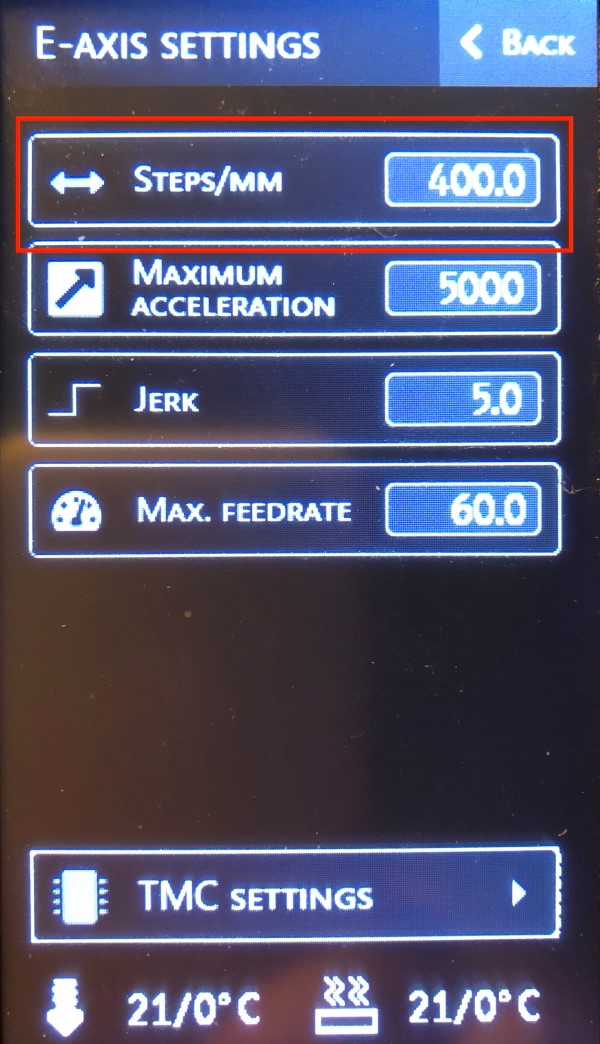 E-AXIS SETTINGS
BACK
STEPS/MM
400.0
MAXIMUM
ACCELERATION
5000
JERK
5.0
MAX. FEEDRATE
60.0
TMC SETTINGS
21/0°C
21/0°C